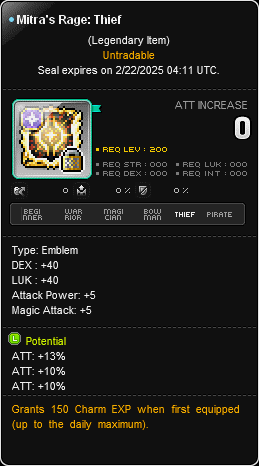 Mitra's Rage: Thief
(Legendary Item)
Untradable
Seal expires on 2/22/2025 04:11 UTC.
ATT INCREASE
0
• REQ LEV : 200
• REQ STR : 000 • REQ LUK : 000
• REQ DEX : 000 • REQ INT : 000
0 0 % 0 %
BEGINNER WARRIOR MAGICIAN BOWMAN THIEF PIRATE
Type: Emblem
DEX : +40
LUK : +40
Attack Power: +5
Magic Attack: +5
L Potential
ATT: +13%
ATT: +10%
ATT: +10%
Grants 150 Charm EXP when first equipped
(up to the daily maximum).